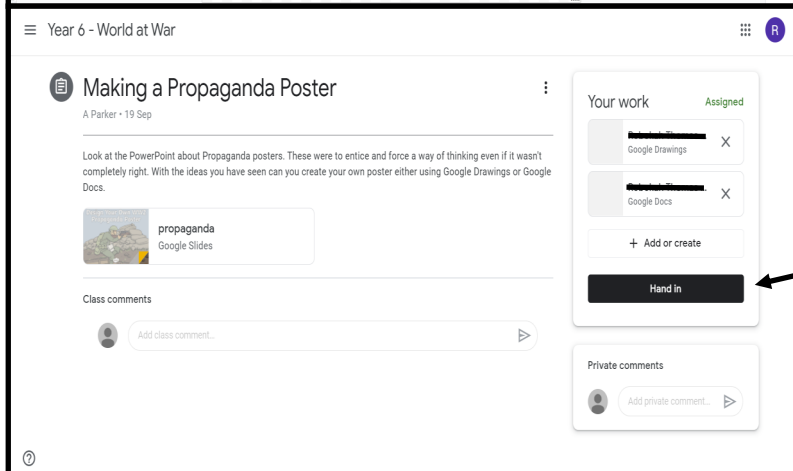 Year 6 - World at War
R
Making a Propaganda Poster
A Parker • 19 Sep
Look at the PowerPoint about Propaganda posters. These were to entice and force a way of thinking even if it wasn't
completely right. With the ideas you have seen can you create your own poster either using Google Drawings or Google
Docs.
propaganda
Google Slides
Class comments
Add class comment...
Your work
Assigned
Google Drawings
Google Docs
+ Add or create
Hand in
Private comments
Add private comment...